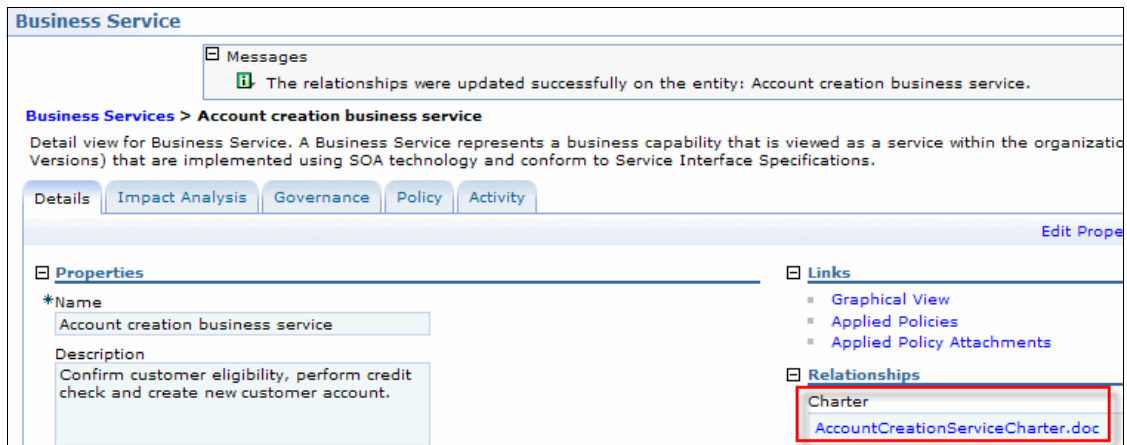 Business Service
Messages
The relationships were updated successfully on the entity: Account creation business service.
Business Services > Account creation business service
Detail view for Business Service. A Business Service represents a business capability that is viewed as a service within the organizatio
Versions) that are implemented using SOA technology and conform to Service Interface Specifications.
Details Impact Analysis Governance Policy Activity
Edit Prope
Properties
*Name
Account creation business service
Description
Confirm customer eligibility, perform credit
check and create new customer account.
Links
Graphical View
Applied Policies
Applied Policy Attachments
Relationships
Charter
AccountCreationServiceCharter.doc